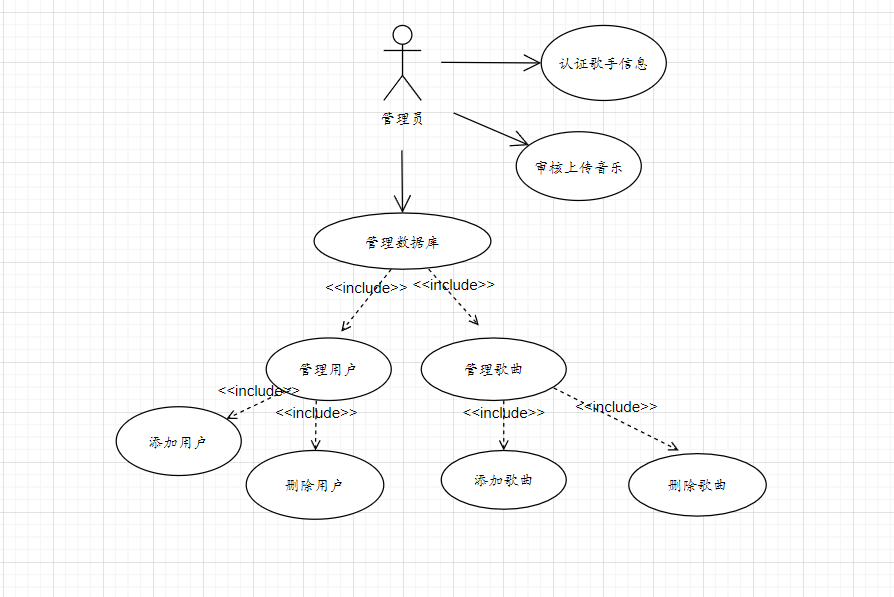 认证歌手信息
管理员
审核上传音乐
管理数据库
<<include>>
<<include>>
管理用户
管理歌曲
<<include>>
<<include>>
<<include>>
<<include>>
添加用户
删除用户
添加歌曲
删除歌曲